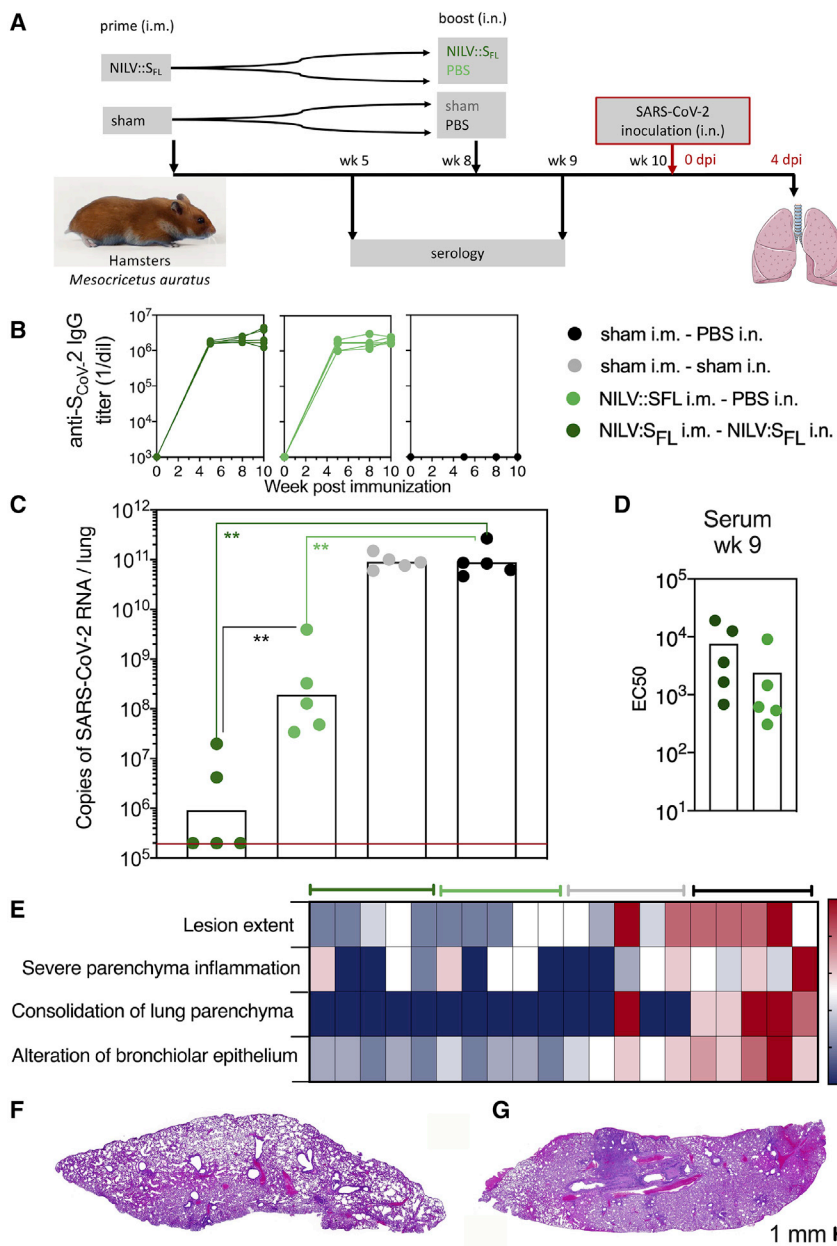 A
prime (i.m.)
boost (i.n.)
NILV::SFL
NILV::SFL
PBS
sham
sham
PBS
SARS-CoV-2
inoculation (i.n.)
wk 5
wk 8
wk 9
wk 10
0 dpi
4 dpi
Hamsters
Mesocricetus auratus
serology
B
anti-SCoV-2 IgG
titer (1/dil)
10^7
10^6
10^5
10^4
10^3
0 2 4 6 8 10
0 2 4 6 8 10
0 2 4 6 8 10
Week post immunization
sham i.m. - PBS i.n.
sham i.m. - sham i.n.
NILV::SFL i.m. - PBS i.n.
NILV:SFL i.m. - NILV:SFL i.n.
C
Copies of SARS-CoV-2 RNA / lung
10^12
10^11
10^10
10^9
10^8
10^7
10^6
10^5
**
**
**
D
Serum
wk 9
EC50
10^5
10^4
10^3
10^2
10^1
E
Lesion extent
Severe parenchyma inflammation
Consolidation of lung parenchyma
Alteration of bronchiolar epithelium
F
G
1 mm